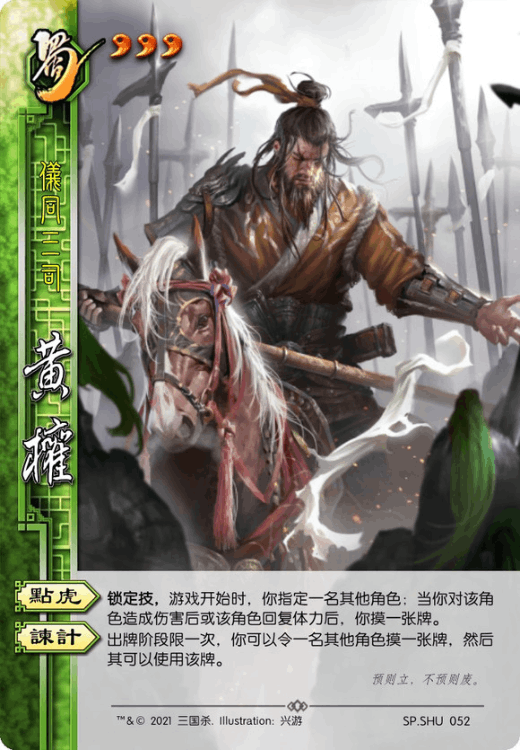 蜀
儀同三司
黄權
點虎
锁定技，游戏开始时，你指定一名其他角色：当你对该角
色造成伤害后或该角色回复体力后，你摸一张牌。
諫計
出牌阶段限一次，你可以令一名其他角色摸一张牌，然后
其可以使用该牌。
预则立，不预则废。
™&© 2021 三国杀. Illustration: 兴游
SP.SHU 052